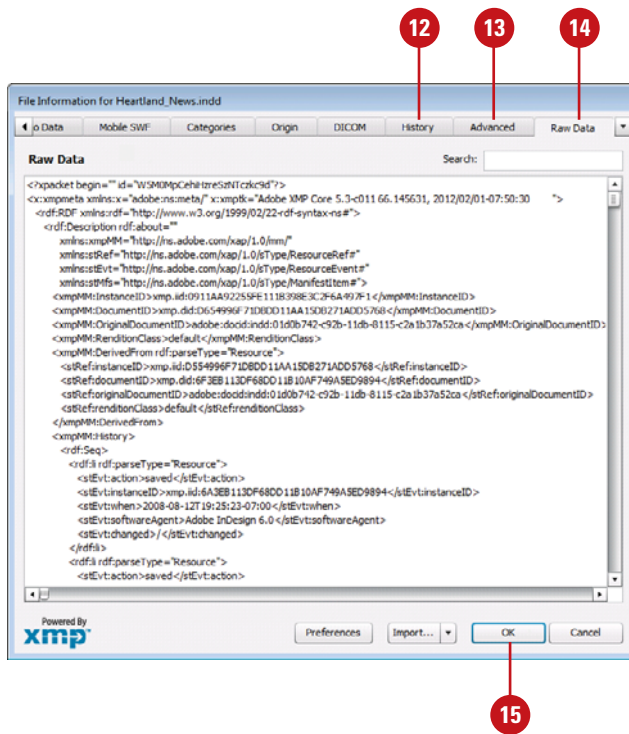 12 13 14
File Information for Heartland_News.indd
o Data Mobile SWF Categories Origin DICOM History Advanced Raw Data
Raw Data Search:
<?xpacket begin="" id="W5M0MpCehiHzreSzNTczkc9d"?>
<x:xmpmeta xmlns:x="adobe:ns:meta/" x:xmptk="Adobe XMP Core 5.3-c011 66.145631, 2012/02/01-07:50:30 ">
<rdf:RDF xmlns:rdf="http://www.w3.org/1999/02/22-rdf-syntax-ns#">
<rdf:Description rdf:about=""
xmlns:xmpMM="http://ns.adobe.com/xap/1.0/mm/"
xmlns:stRef="http://ns.adobe.com/xap/1.0/sType/ResourceRef#"
xmlns:stEvt="http://ns.adobe.com/xap/1.0/sType/ResourceEvent#"
xmlns:stMfs="http://ns.adobe.com/xap/1.0/sType/ManifestItem#">
<xmpMM:InstanceID>xmp.iid:0911AA92255FE111B398E3C2F6A497F1</xmpMM:InstanceID>
<xmpMM:DocumentID>xmp.did:D654996F71DBDD11AA15DB271ADD5768</xmpMM:DocumentID>
<xmpMM:OriginalDocumentID>adobe:docid:indd:01d0b742-c92b-11db-8115-c2a1b37a52ca</xmpMM:OriginalDocumentID>
<xmpMM:RenditionClass>default</xmpMM:RenditionClass>
<xmpMM:DerivedFrom rdf:parseType="Resource">
<stRef:instanceID>xmp.iid:D554996F71DBDD11AA15DB271ADD5768</stRef:instanceID>
<stRef:documentID>xmp.did:6F3EB113DF68DD11B10AF749A5ED9894</stRef:documentID>
<stRef:originalDocumentID>adobe:docid:indd:01d0b742-c92b-11db-8115-c2a1b37a52ca</stRef:originalDocumentID>
<stRef:renditionClass>default</stRef:renditionClass>
</xmpMM:DerivedFrom>
<xmpMM:History>
<rdf:Seq>
<rdf:li rdf:parseType="Resource">
<stEvt:action>saved</stEvt:action>
<stEvt:instanceID>xmp.iid:6A3EB113DF68DD11B10AF749A5ED9894</stEvt:instanceID>
<stEvt:when>2008-08-12T19:25:23-07:00</stEvt:when>
<stEvt:softwareAgent>Adobe InDesign 6.0</stEvt:softwareAgent>
<stEvt:changed>/</stEvt:changed>
</rdf:li>
<rdf:li rdf:parseType="Resource">
<stEvt:action>saved</stEvt:action>
Powered By
xmp Preferences Import... OK Cancel
15